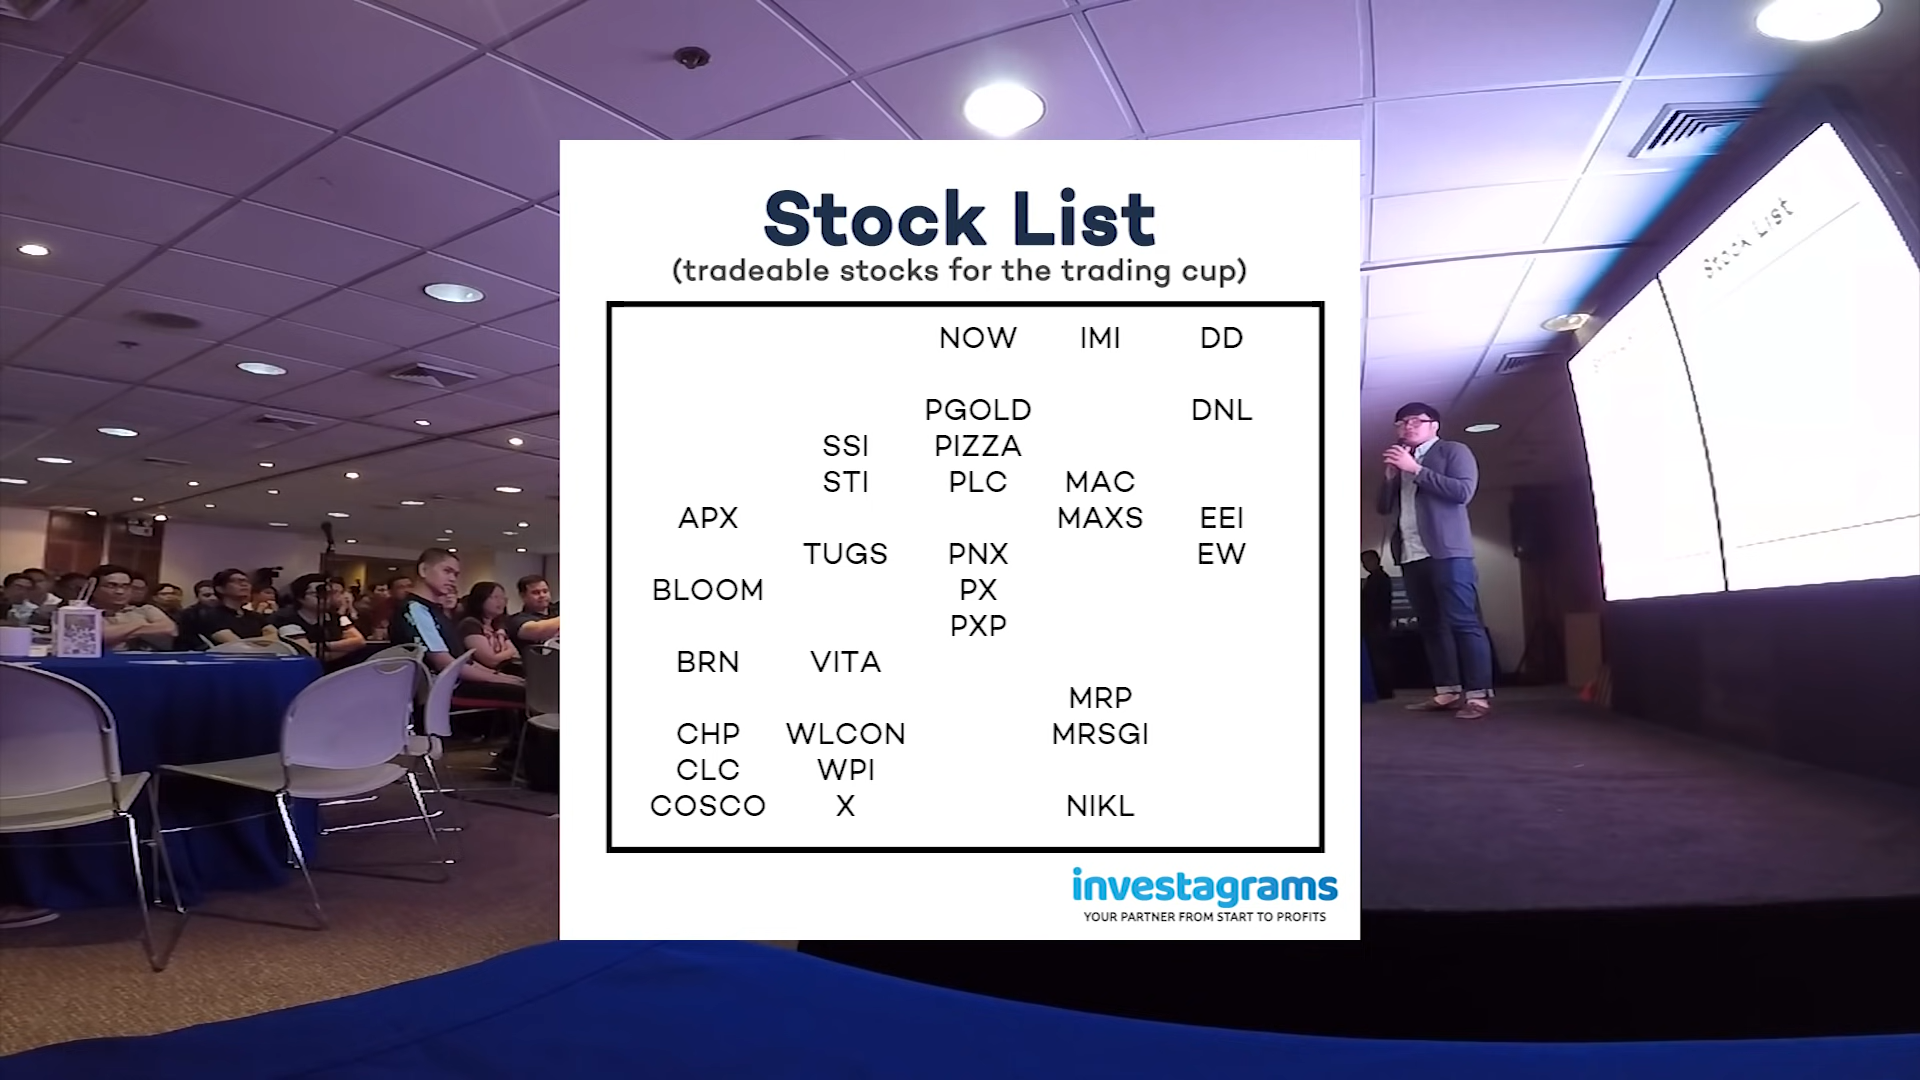 Stock List
(tradeable stocks for the trading cup)
NOW IMI DD
PGOLD DNL
SSI PIZZA
STI PLC MAC
APX MAXS EEI
TUGS PNX EW
BLOOM PX
PXP
BRN VITA
MRP
CHP WLCON MRSGI
CLC WPI
COSCO X NIKL
investagrams
YOUR PARTNER FROM START TO PROFITS
Stock List